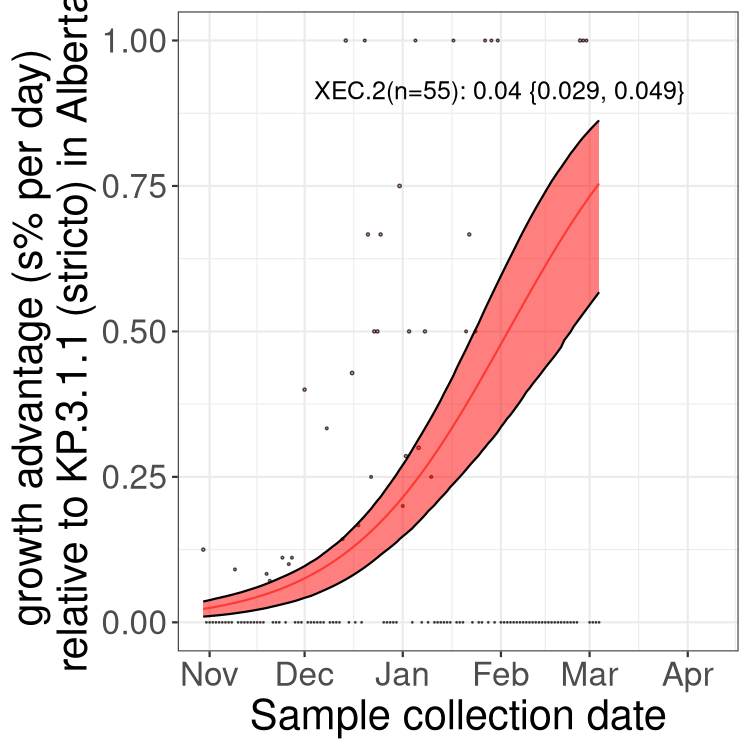 growth advantage (s% per day)
relative to KP.3.1.1 (stricto) in Alberta
1.00
0.75
0.50
0.25
0.00
XEC.2(n=55): 0.04 {0.029, 0.049}
Nov Dec Jan Feb Mar Apr
Sample collection date